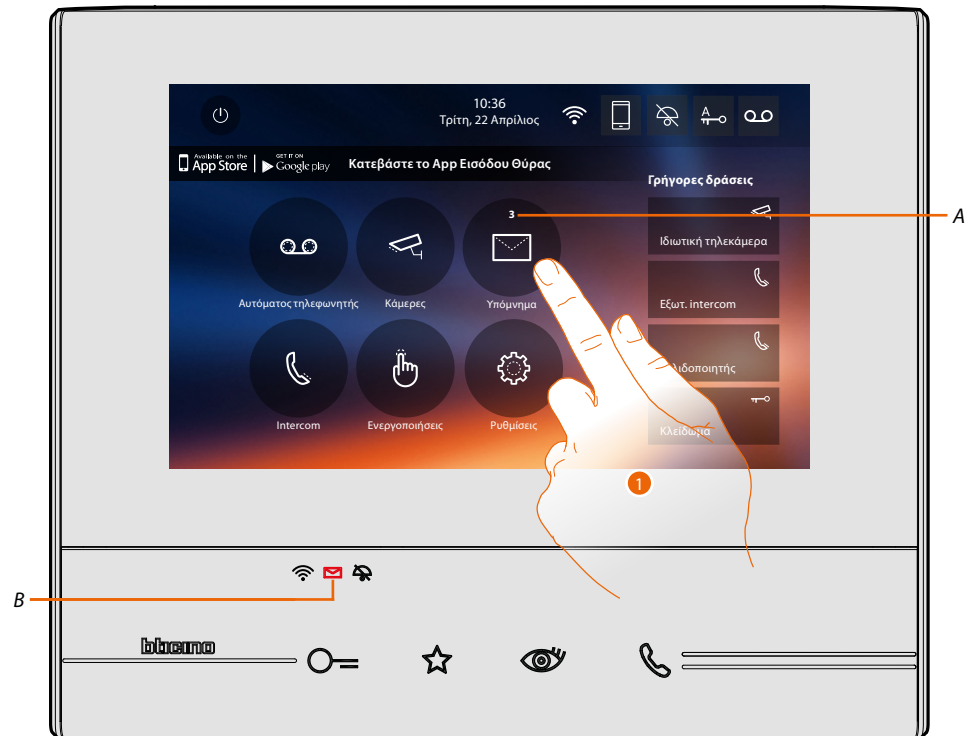 10:36
Τρίτη, 22 Απρίλιος
A
Available on the
App Store
GET IT ON
Google play
Κατεβάστε το App Εισόδου Θύρας
Γρήγορες δράσεις
3
A
Ιδιωτική τηλεκάμερα
Αυτόματος τηλεφωνητής
Κάμερες
Υπόμνημα
Εξωτ. intercom
Κλείδωμα
Intercom
Ενεργοποιήσεις
Ρυθμίσεις
1
B
bticino